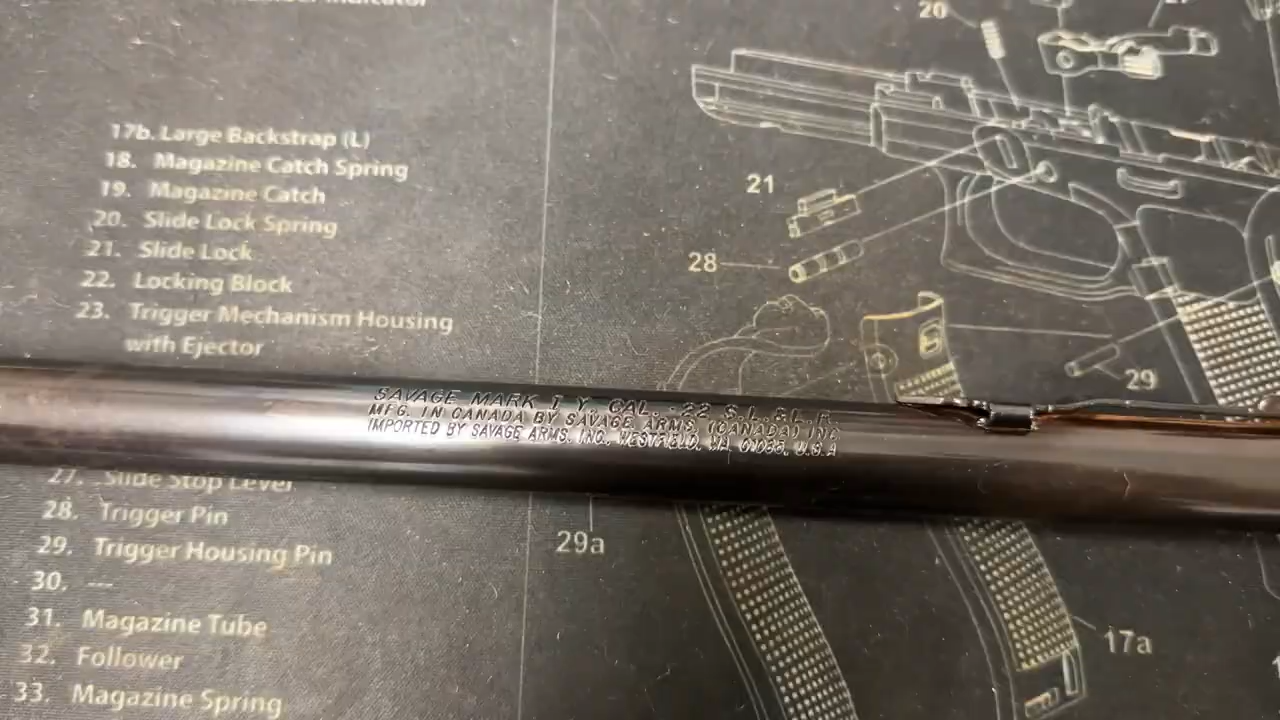 20
17b. Large Backstrap (L)
18. Magazine Catch Spring
19. Magazine Catch
20. Slide Lock Spring
21. Slide Lock
22. Locking Block
23. Trigger Mechanism Housing
with Ejector
21
28
29
SAVAGE MARK I Y CAL. .22 S.L.&L.R.
MFG. IN CANADA BY SAVAGE ARMS, (CANADA) INC
IMPORTED BY SAVAGE ARMS, INC., WESTFIELD, MA, 01085, U.S.A
27. Slide Stop Lever
28. Trigger Pin
29. Trigger Housing Pin
30. ---
31. Magazine Tube
32. Follower
33. Magazine Spring
29a
17a